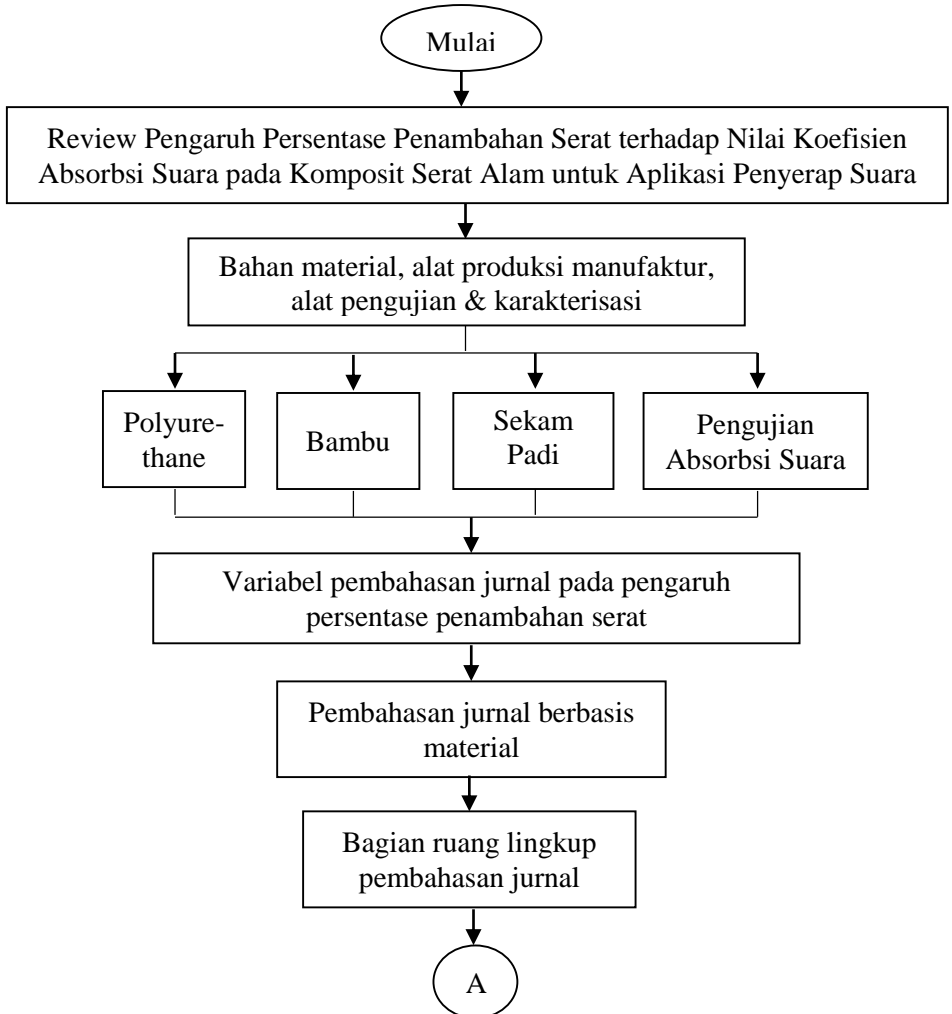 Mulai
Review Pengaruh Persentase Penambahan Serat terhadap Nilai Koefisien
Absorbsi Suara pada Komposit Serat Alam untuk Aplikasi Penyerap Suara
Bahan material, alat produksi manufaktur,
alat pengujian & karakterisasi
Polyure-
thane
Bambu
Sekam
Padi
Pengujian
Absorbsi Suara
Variabel pembahasan jurnal pada pengaruh
persentase penambahan serat
Pembahasan jurnal berbasis
material
Bagian ruang lingkup
pembahasan jurnal
A